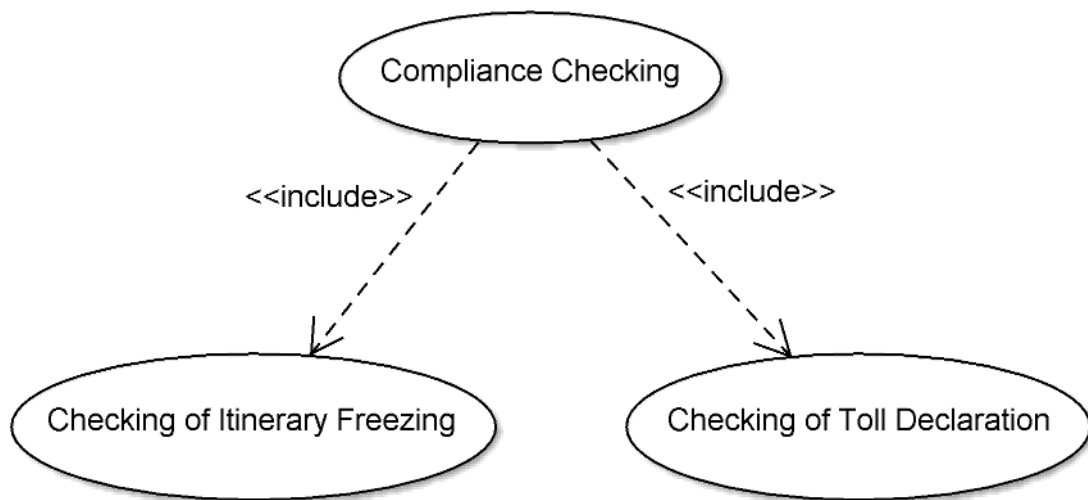 Compliance Checking
<<include>>
<<include>>
Checking of Itinerary Freezing
Checking of Toll Declaration